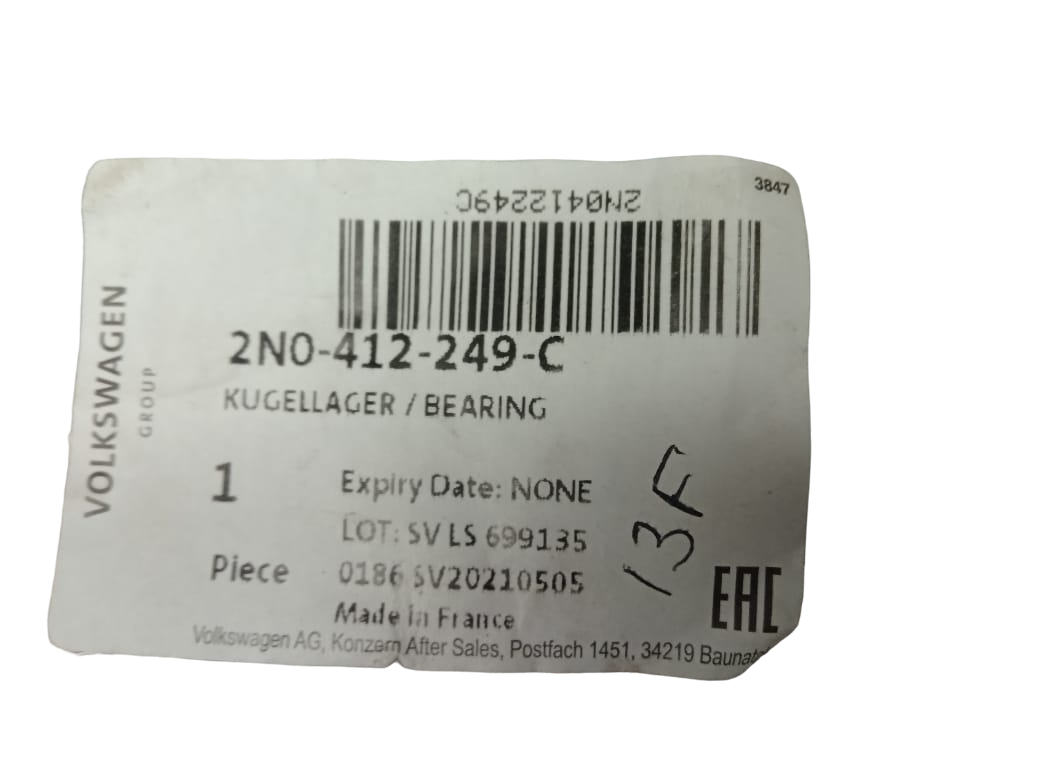 3847
2N0412249C
2N0-412-249-C
KUGELLAGER / BEARING
VOLKSWAGEN
GROUP
1
Piece
Expiry Date: NONE
LOT: SV LS 699135
0186 SV20210505
Made in France
13F
EAC
Volkswagen AG, Konzern After Sales, Postfach 1451, 34219